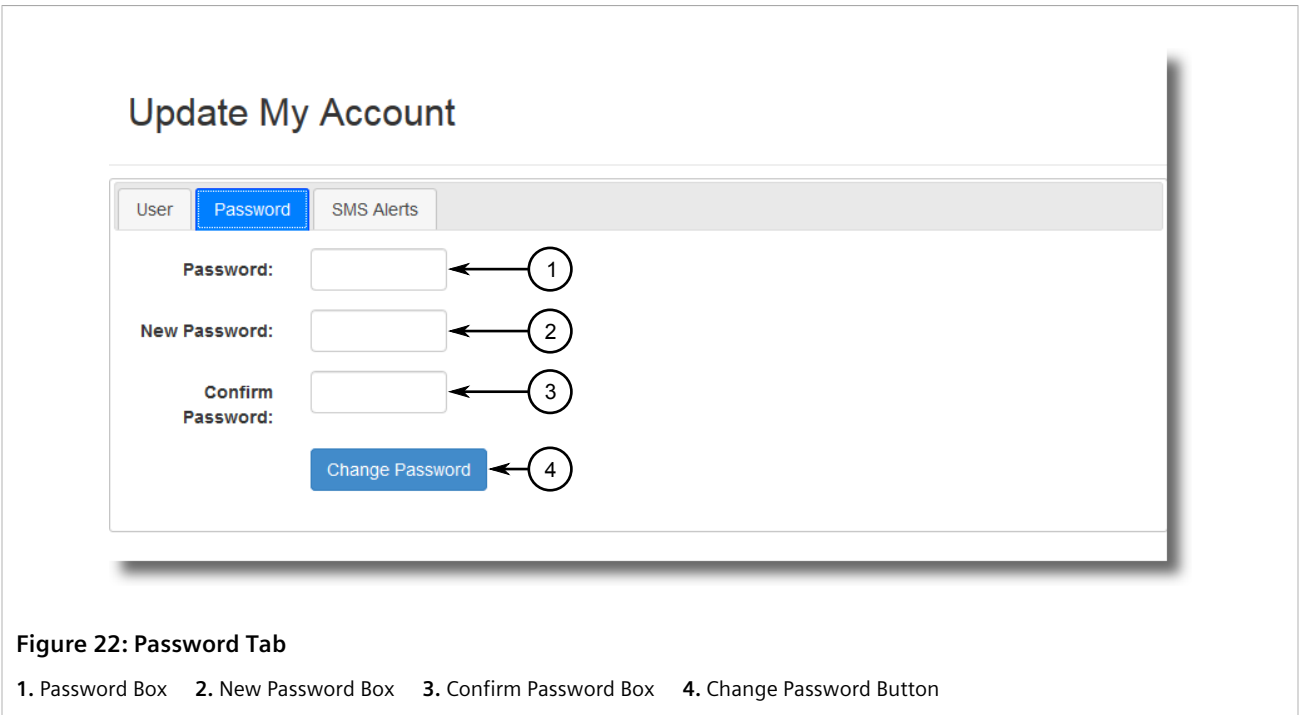 Update My Account
User Password SMS Alerts
Password: 1
New Password: 2
Confirm 3
Password:
Change Password 4
Figure 22: Password Tab
1. Password Box 2. New Password Box 3. Confirm Password Box 4. Change Password Button